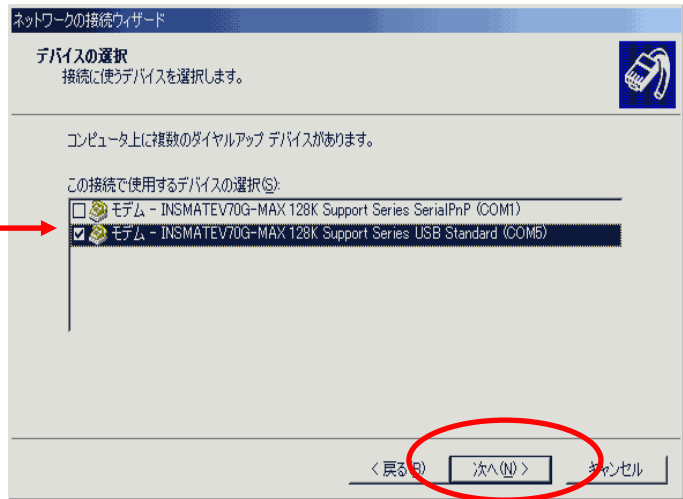 ネットワークの接続ウィザード
デバイスの選択
接続に使うデバイスを選択します。
コンピュータ上に複数のダイヤルアップ デバイスがあります。
この接続で使用するデバイスの選択(S):
モデム - INSMATEV70G-MAX 128K Support Series SerialPnP (COM1)
モデム - INSMATEV70G-MAX 128K Support Series USB Standard (COM5)
< 戻る(B) 次へ(N) > キャンセル